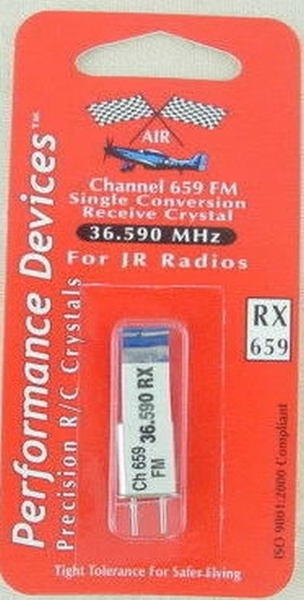 AIR
Channel 659 FM
Single Conversion
Receive Crystal
36.590 MHz
For JR Radios
Performance Devices™
Precision R/C Crystals
RX
659
Ch 659
36.590 RX
FM
ISO 9001:2000 Compliant
Tight Tolerance For Safer Flying